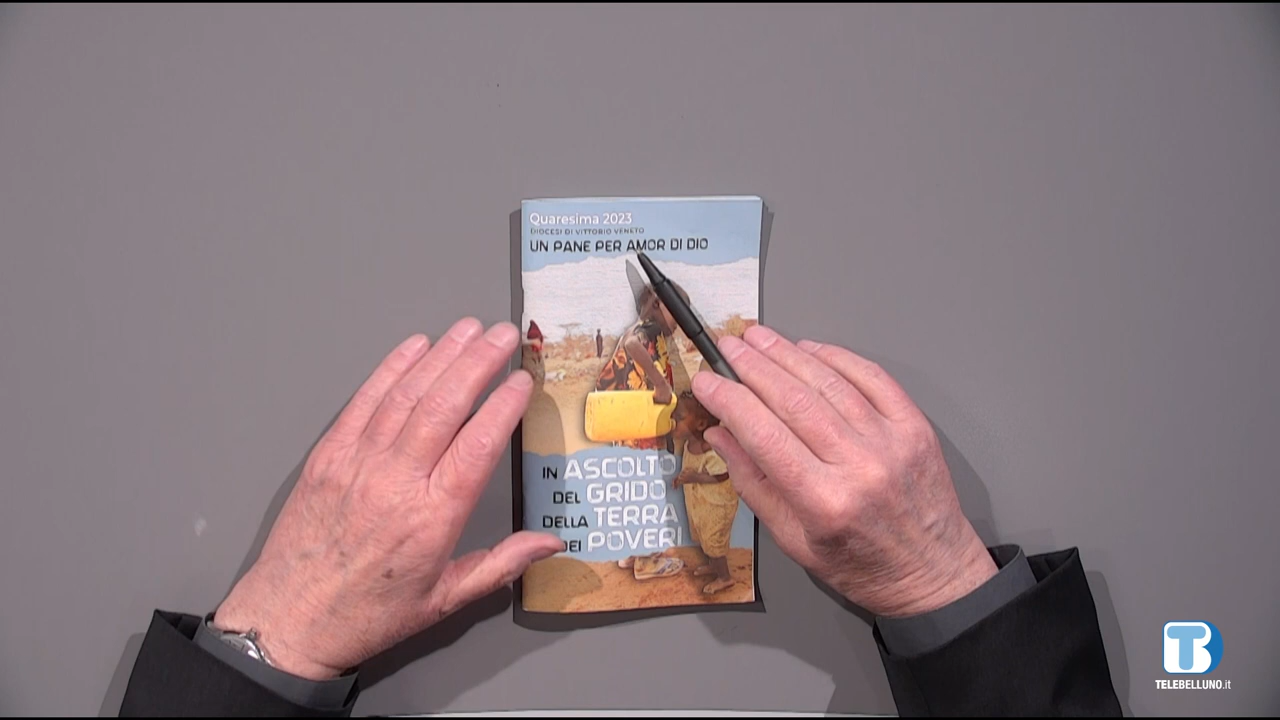 Quaresima 2023
DIOCESI DI VITTORIO VENETO
UN PANE PER AMOR DI DIO
IN ASCOLTO
DEL GRIDO
DELLA TERRA
DEI POVERI
TB
TELEBELLUNO.it